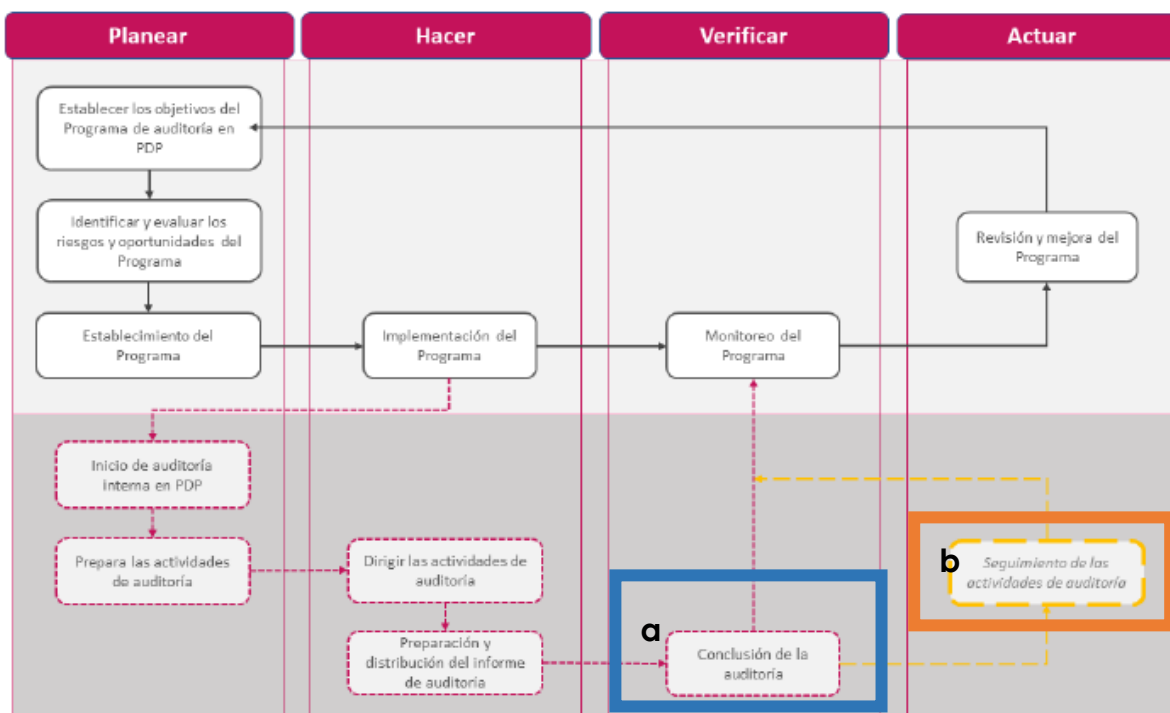 Planear
Hacer
Verificar
Actuar
Establecer los objetivos del
Programa de auditoría en
PDP
Identificar y evaluar los
riesgos y oportunidades del
Programa
Revisión y mejora del
Programa
Establecimiento del
Programa
Implementación del
Programa
Monitoreo del
Programa
Inicio de auditoría
interna en PDP
Prepara las actividades
de auditoría
Dirigir las actividades de
auditoría
b
Seguimiento de las
actividades de auditoría
Preparación y
distribución del informe
de auditoría
a
Conclusión de la
auditoría